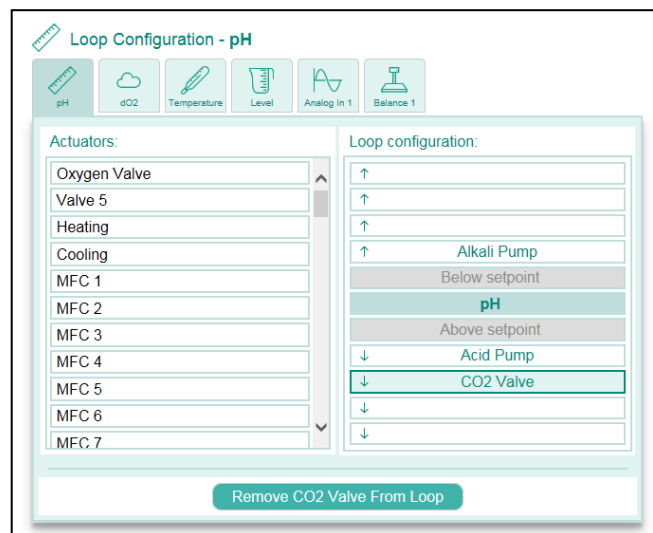 Loop Configuration - pH
pH
dO2
Temperature
Level
Analog In 1
Balance 1
Actuators:
Oxygen Valve
Valve 5
Heating
Cooling
MFC 1
MFC 2
MFC 3
MFC 4
MFC 5
MFC 6
MFC 7
Loop configuration:
↑
↑
↑
↑ Alkali Pump
Below setpoint
pH
Above setpoint
↓ Acid Pump
↓ CO2 Valve
↓
↓
Remove CO2 Valve From Loop